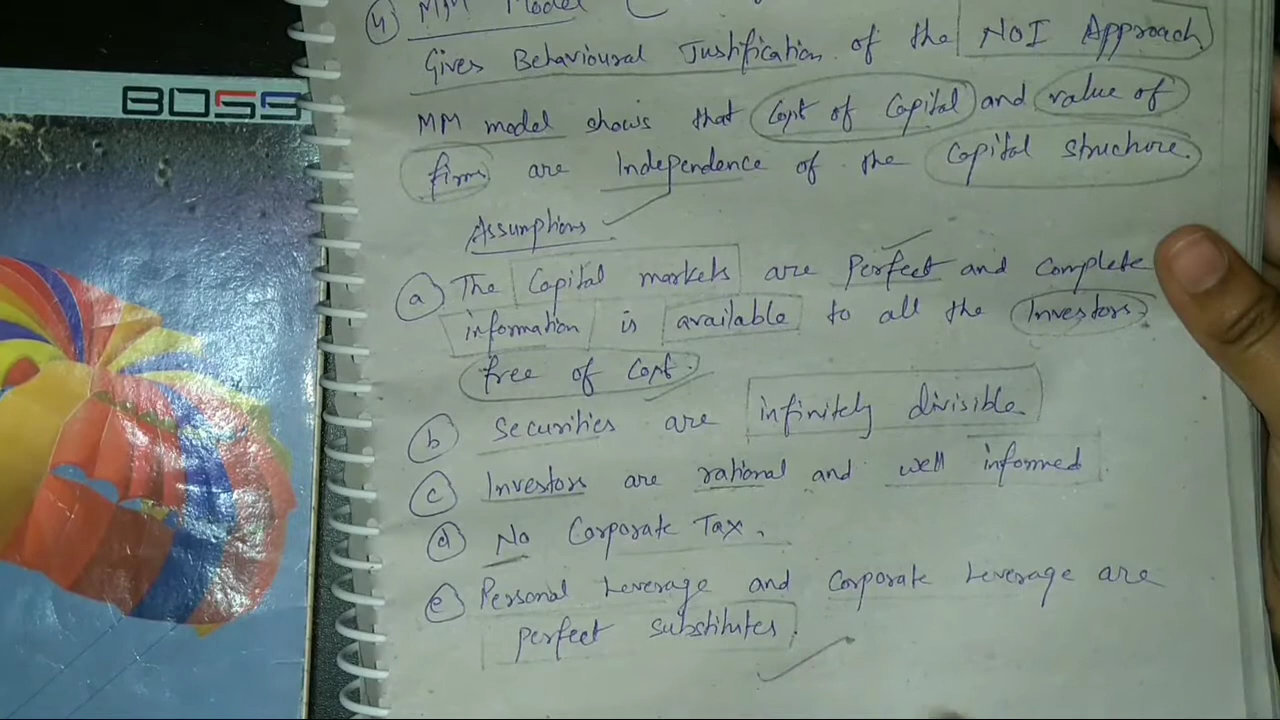 BOSS
4 MM Model (
Gives Behavioural Justification of the NOI Approach
MM model shows that Cost of Capital and value of
firm are Independence of the Capital structure.
Assumptions
a The Capital markets are Perfect and complete
information is available to all the Investors
free of Cost.
b Securities are infinitely divisible
c Investors are rational and well informed
d No Corporate Tax.
e Personal Leverage and Corporate Leverage are
perfect substitutes.